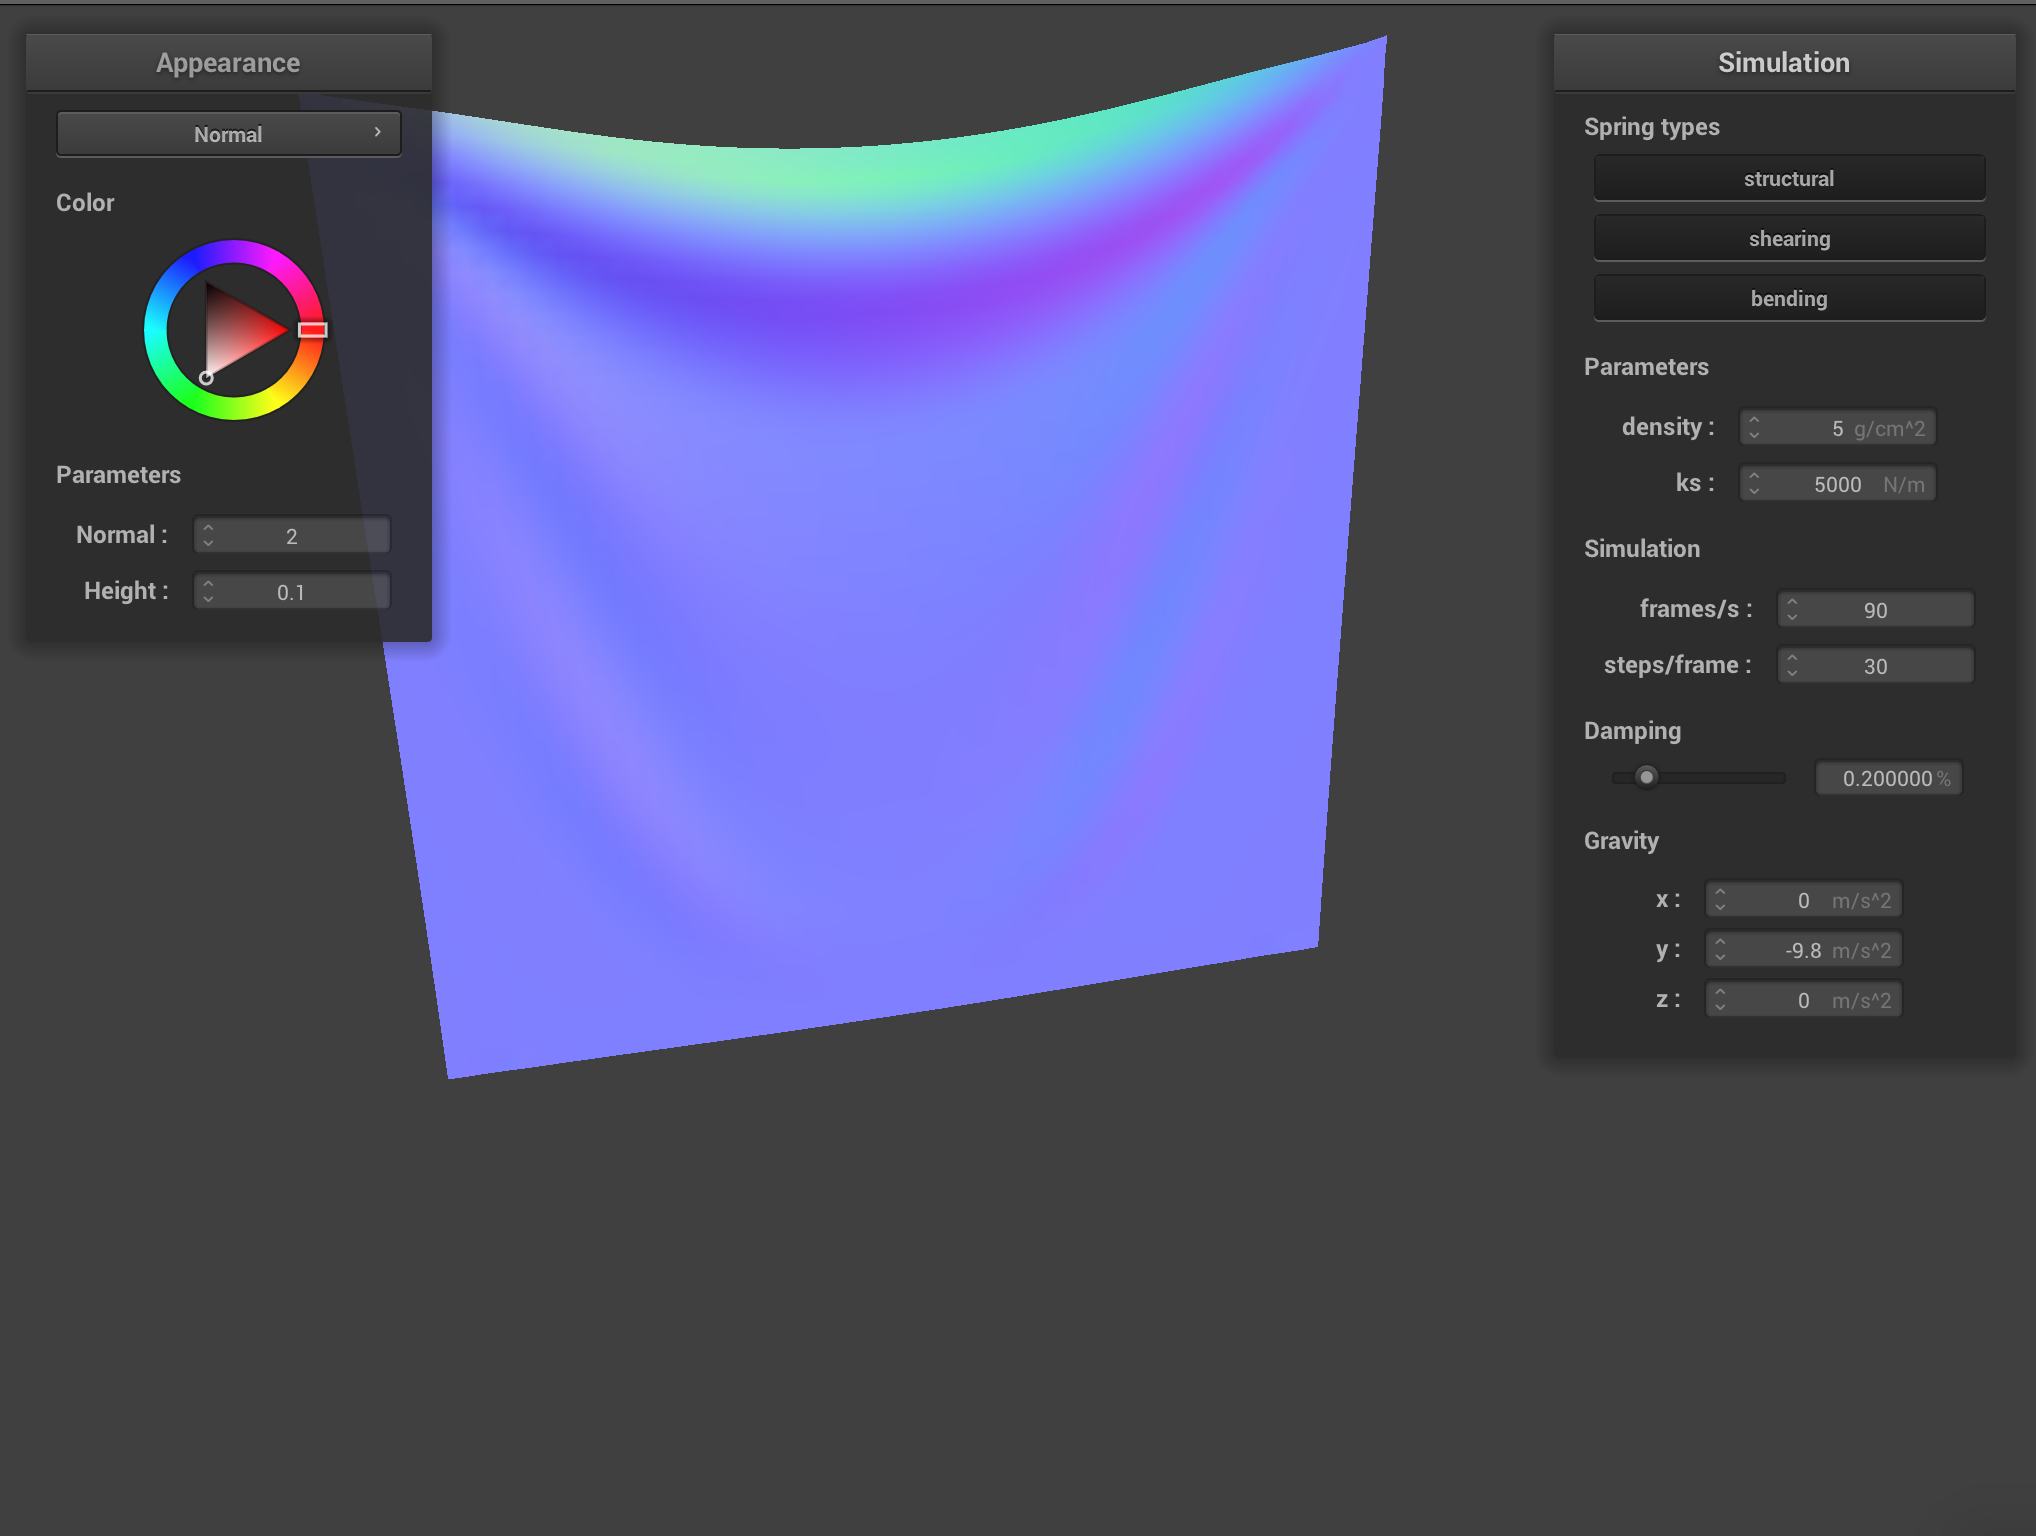 Appearance
Normal
Color
Parameters
Normal : 2
Height : 0.1
Simulation
Spring types
structural
shearing
bending
Parameters
density : 5 g/cm^2
ks : 5000 N/m
Simulation
frames/s : 90
steps/frame : 30
Damping
0.200000 %
Gravity
x : 0 m/s^2
y : -9.8 m/s^2
z : 0 m/s^2